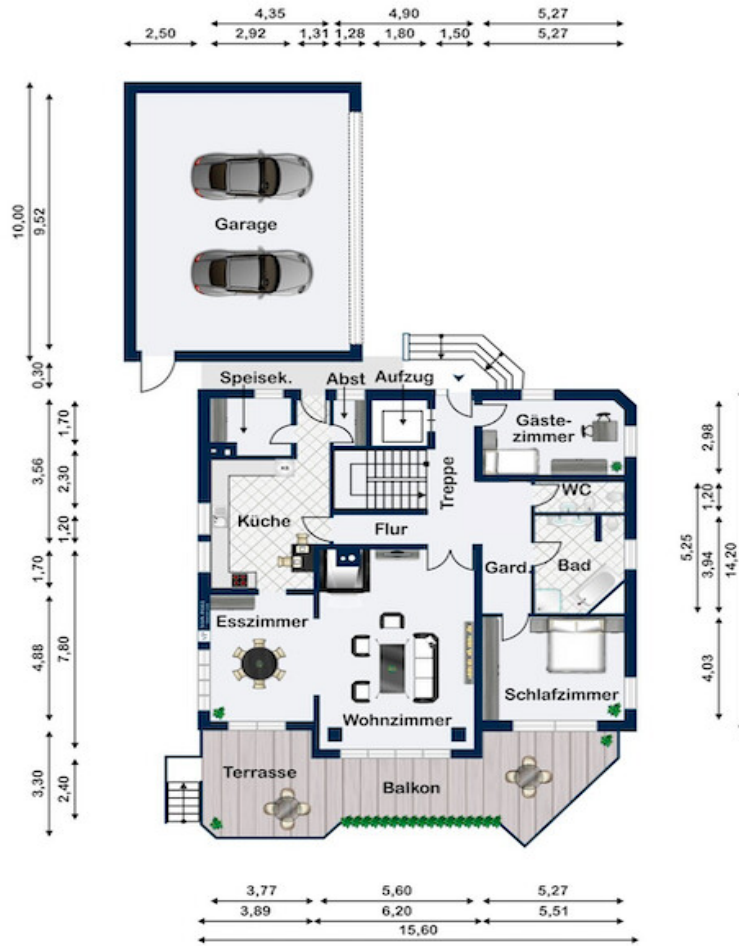 4,35 4,90 5,27
2,50 2,92 1,31 1,28 1,80 1,50 5,27
10,00
9,52
Garage
0,30
Speisek. Abst Aufzug
Gäste-
zimmer
1,70
3,56
2,30
1,20
KS
Küche
Treppe
Flur
WC
Bad
Gard.
2,98
1,20
5,25
3,94
14,20
4,03
1,70
4,88
7,80
Esszimmer
Wohnzimmer
Schlafzimmer
3,30
2,40
Terrasse
Balkon
3,77 5,60 5,27
3,89 6,20 5,51
15,60